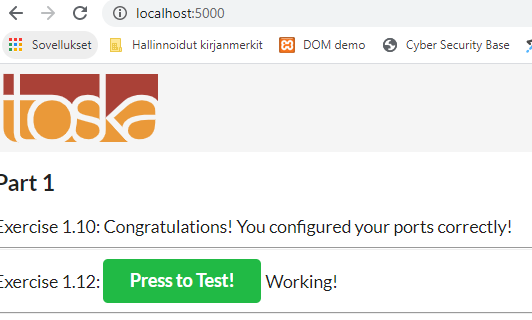 localhost:5000
Sovellukset Hallinnoidut kirjanmerkit DOM demo Cyber Security Base
toska
Part 1
Exercise 1.10: Congratulations! You configured your ports correctly!
Exercise 1.12: Press to Test! Working!